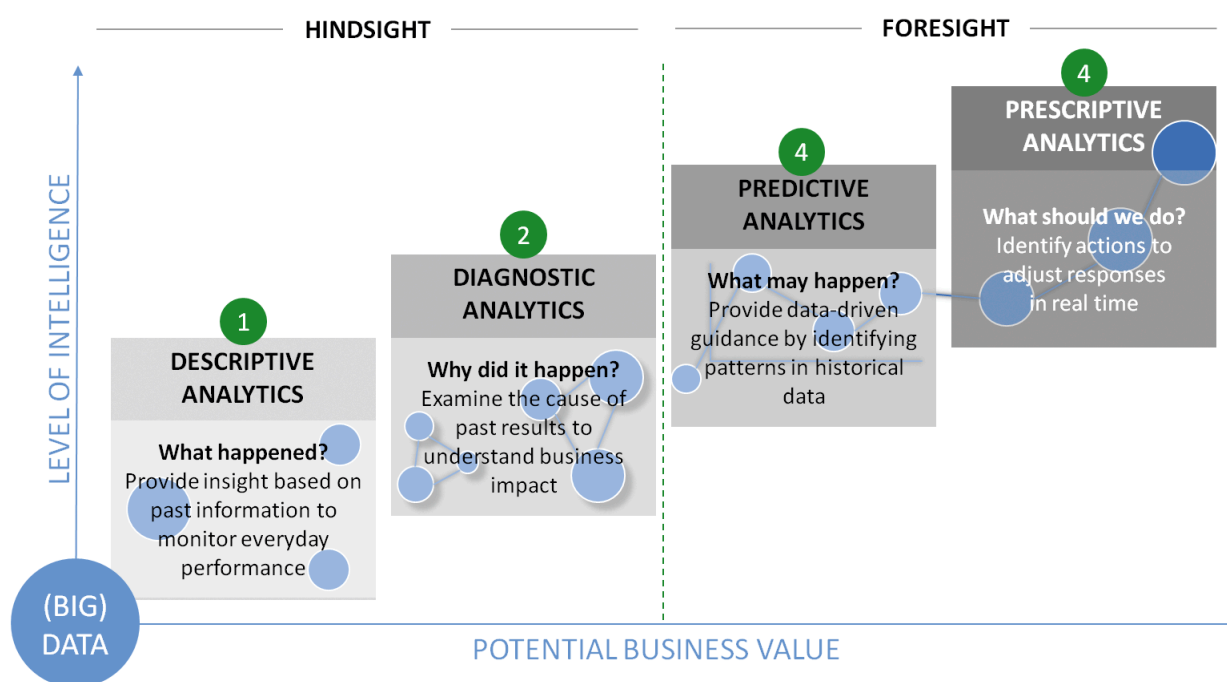 HINDSIGHT
FORESIGHT
LEVEL OF INTELLIGENCE
1
DESCRIPTIVE
ANALYTICS
What happened?
Provide insight based on
past information to
monitor everyday
performance
2
DIAGNOSTIC
ANALYTICS
Why did it happen?
Examine the cause of
past results to
understand business
impact
4
PREDICTIVE
ANALYTICS
What may happen?
Provide data-driven
guidance by identifying
patterns in historical
data
4
PRESCRIPTIVE
ANALYTICS
What should we do?
Identify actions to
adjust responses
in real time
(BIG)
DATA
POTENTIAL BUSINESS VALUE